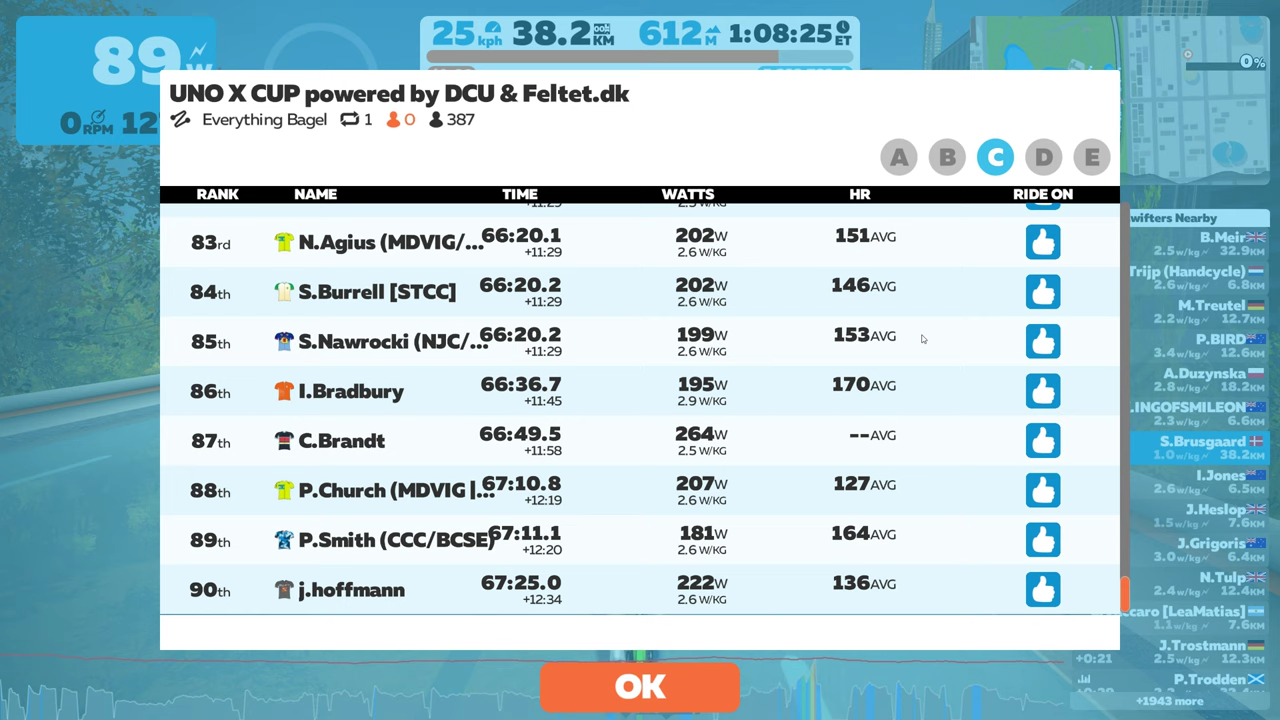 89
0RPM 12
25kph 38.2KM 612M 1:08:25ET
0%
UNO X CUP powered by DCU & Feltet.dk
Everything Bagel 1 0 387
A B C D E
RANK NAME TIME WATTS HR RIDE ON
83rd N.Agius (MDVIG/... 66:20.1 202W 151AVG
+11:29 2.6 W/KG
84th S.Burrell [STCC] 66:20.2 202W 146AVG
+11:29 2.6 W/KG
85th S.Nawrocki (NJC/... 66:20.2 199W 153AVG
+11:29 2.6 W/KG
86th I.Bradbury 66:36.7 195W 170AVG
+11:45 2.9 W/KG
87th C.Brandt 66:49.5 264W --AVG
+11:58 2.5 W/KG
88th P.Church (MDVIG |... 67:10.8 207W 127AVG
+12:19 2.6 W/KG
89th P.Smith (CCC/BCSE) 67:11.1 181W 164AVG
+12:20 2.6 W/KG
90th j.hoffmann 67:25.0 222W 136AVG
+12:34 2.6 W/KG
OK
wifters Nearby
B.Meir
2.5w/kg 32.9KM
Trijp (Handcycle)
2.6w/kg 6.8KM
M.Treutel
2.2w/kg 12.7KM
P.BIRD
3.4w/kg 12.6KM
A.Duzynska
2.8w/kg 18.2KM
.INGOFSMILEON
2.3w/kg 6.6KM
S.Brusgaard
1.0w/kg 38.2KM
I.Jones
2.6w/kg 6.5KM
J.Heslop
1.5w/kg 7.6KM
J.Grigoris
3.0w/kg 6.4KM
N.Tulp
2.4w/kg 12.4KM
ccaro [LeaMatias]
1.1w/kg 7.6KM
J.Trostmann
+0:21 2.5w/kg 12.3KM
P.Trodden
+1943 more